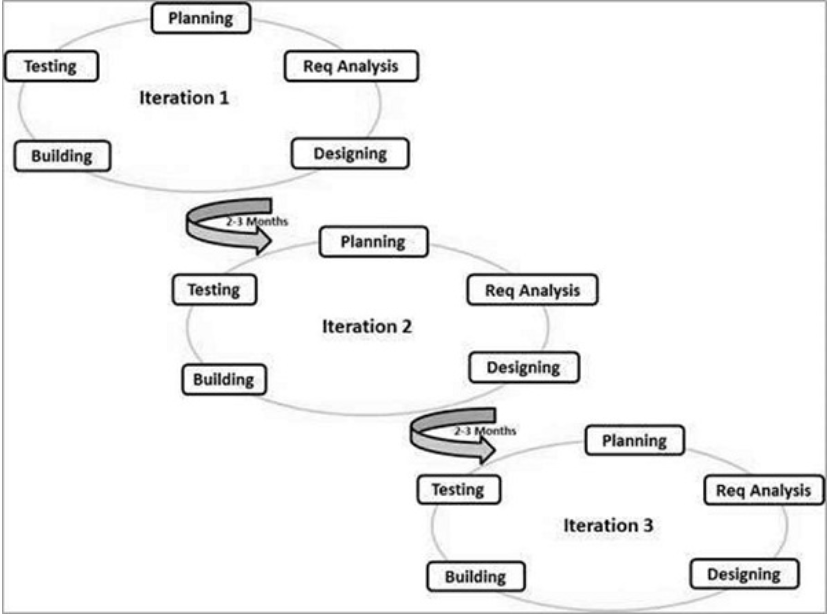 Planning
Testing
Req Analysis
Iteration 1
Building
Designing
2-3 Months
Planning
Testing
Req Analysis
Iteration 2
Building
Designing
2-3 Months
Planning
Testing
Req Analysis
Iteration 3
Building
Designing